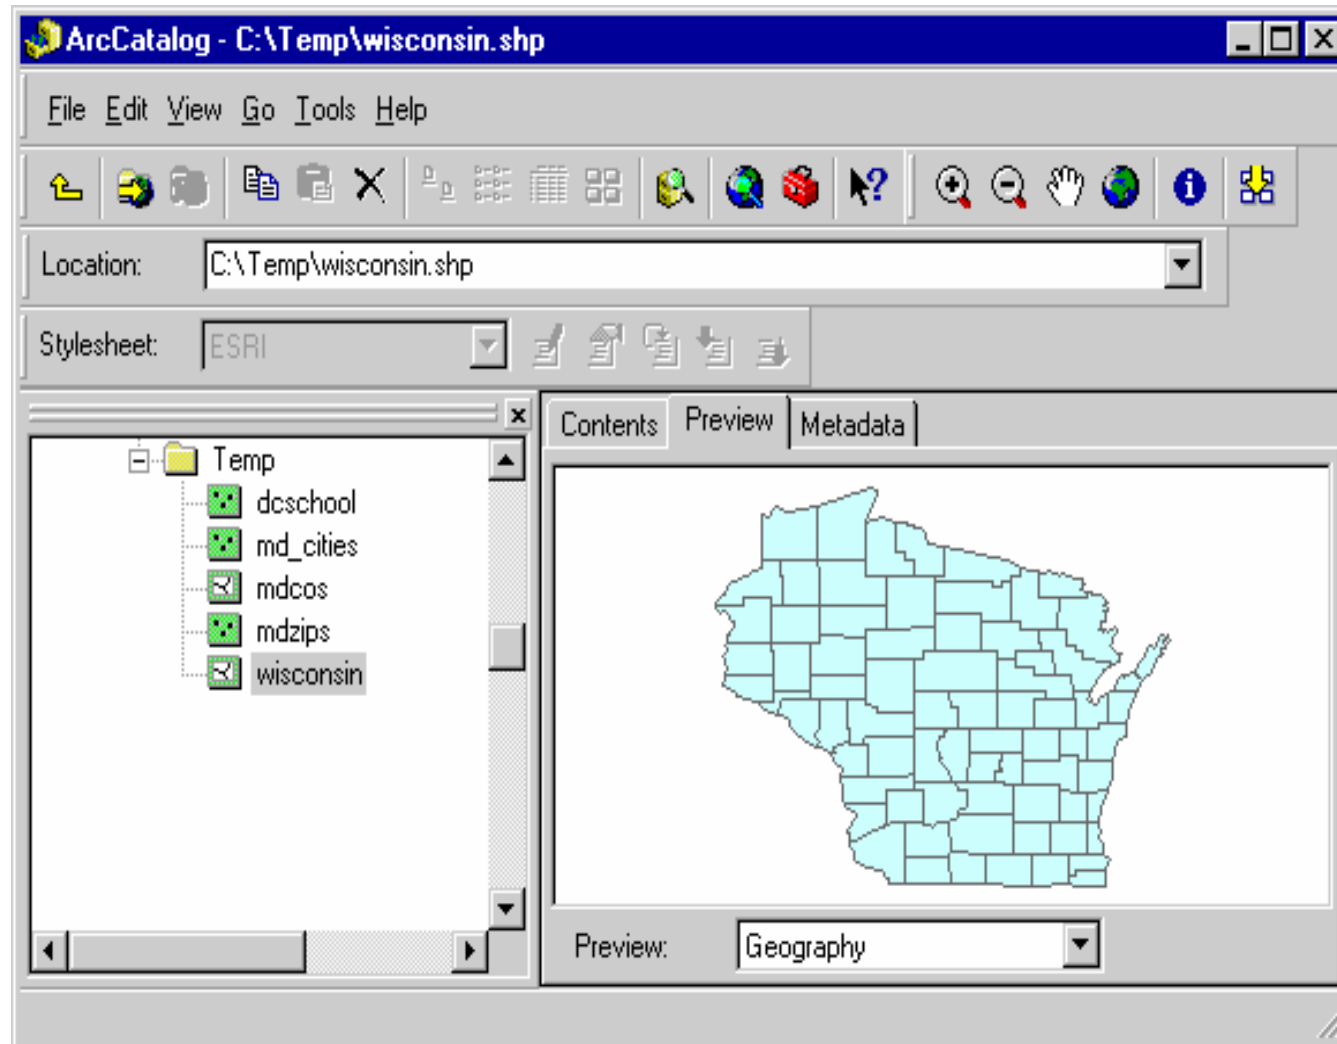 ArcCatalog - C:\Temp\wisconsin.shp
File Edit View Go Tools Help
Location: C:\Temp\wisconsin.shp
Stylesheet: ESRI
Contents Preview Metadata
Temp
dcschool
md_cities
mdcos
mdzips
wisconsin
Preview: Geography